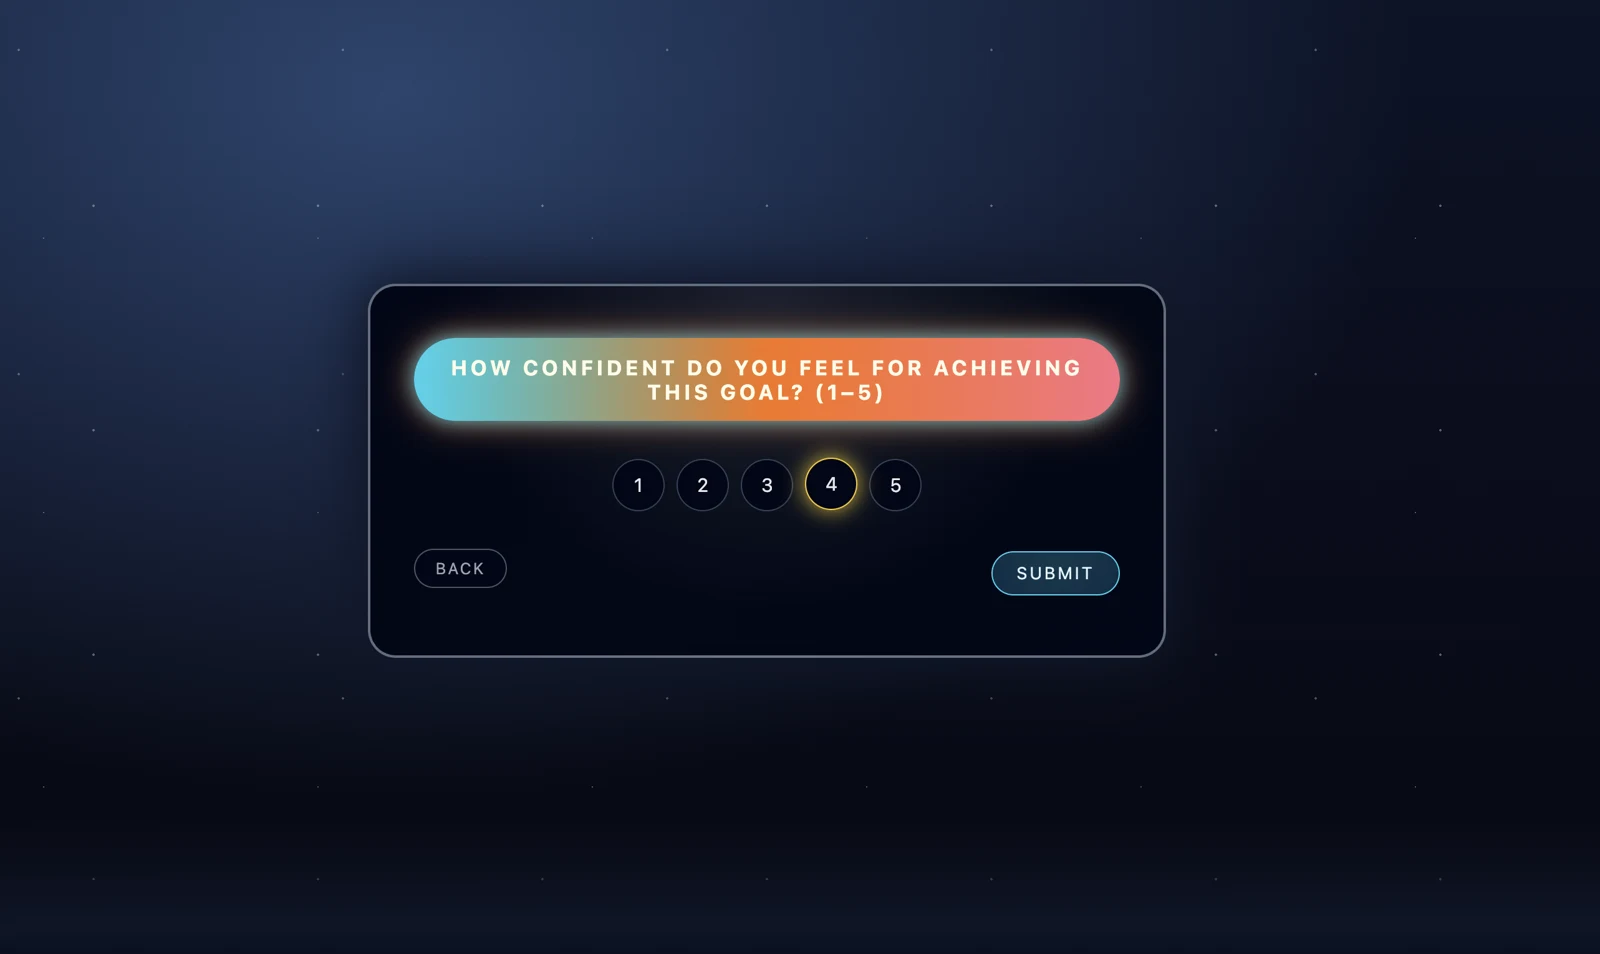 HOW CONFIDENT DO YOU FEEL FOR ACHIEVING
THIS GOAL? (1–5)
1 2 3 4 5
BACK
SUBMIT